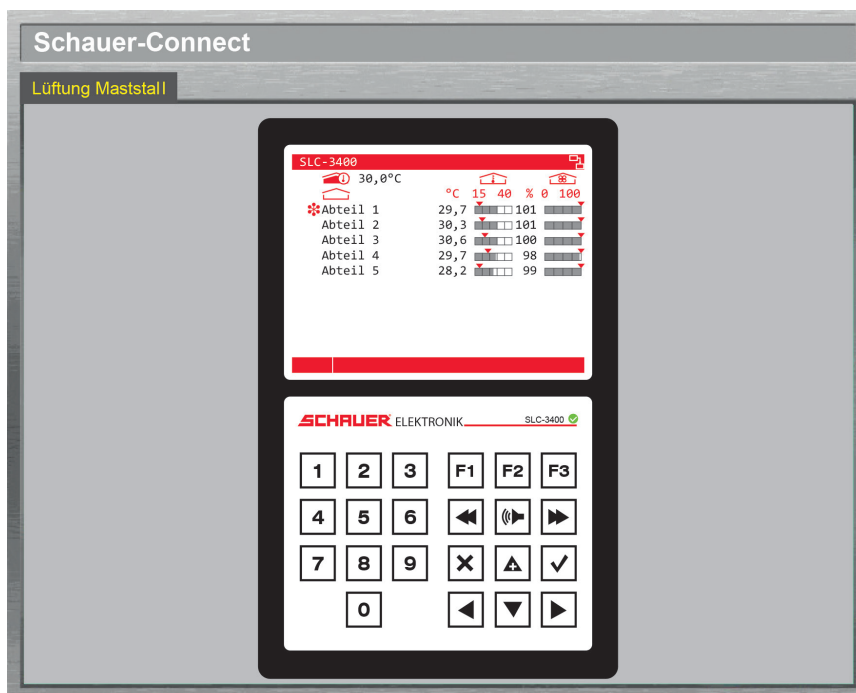 Schauer-Connect
Lüftung Maststall
SLC-3400
30,0°C
°C 15 40 % 0 100
Abteil 1 29,7 101
Abteil 2 30,3 101
Abteil 3 30,6 100
Abteil 4 29,7 98
Abteil 5 28,2 99
SCHAUER ELEKTRONIK SLC-3400
1 2 3 F1 F2 F3
4 5 6
7 8 9
0